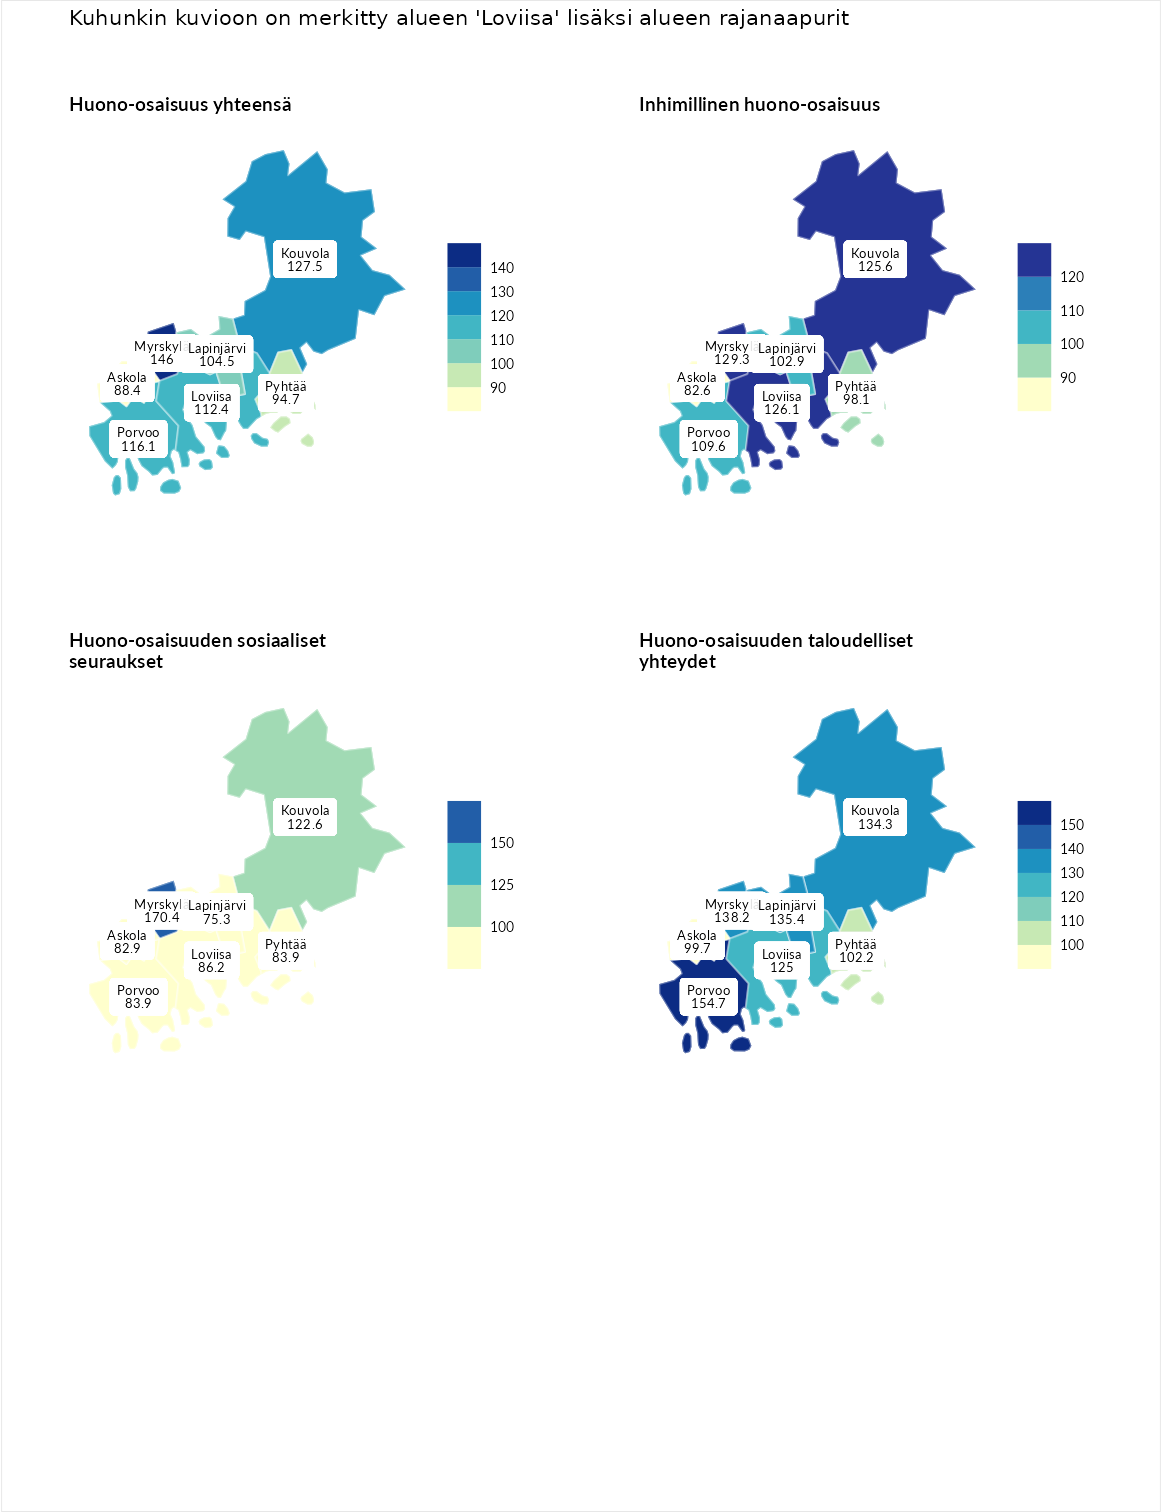 Kuhunkin kuvioon on merkitty alueen 'Loviisa' lisäksi alueen rajanaapurit
Huono-osaisuus yhteensä
Kouvola
127.5
Myrskyl
146
Lapinjärvi
104.5
Askola
88.4
Loviisa
112.4
Pyhtää
94.7
Porvoo
116.1
140
130
120
110
100
90
Inhimillinen huono-osaisuus
Kouvola
125.6
Myrskyl
129.3
Lapinjärvi
102.9
Askola
82.6
Loviisa
126.1
Pyhtää
98.1
Porvoo
109.6
120
110
100
90
Huono-osaisuuden sosiaaliset
seuraukset
Kouvola
122.6
Myrskyl
170.4
Lapinjärvi
75.3
Askola
82.9
Loviisa
86.2
Pyhtää
83.9
Porvoo
83.9
150
125
100
Huono-osaisuuden taloudelliset
yhteydet
Kouvola
134.3
Myrskyl
138.2
Lapinjärvi
135.4
Askola
99.7
Loviisa
125
Pyhtää
102.2
Porvoo
154.7
150
140
130
120
110
100